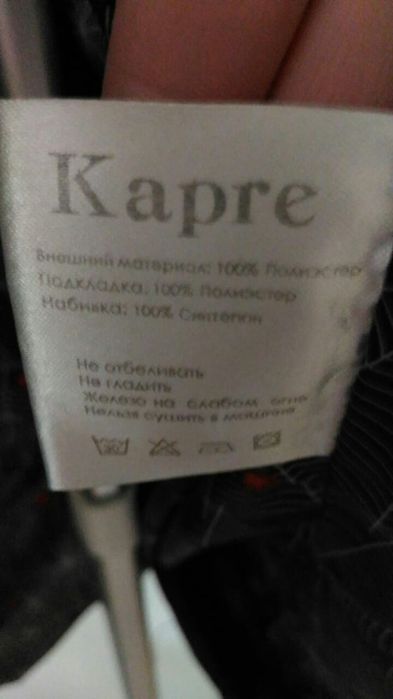 Kapre
Внешний материал: 100% Полиэстер
Подкладка: 100% Полиэстер
Набивка: 100% Синтепон
Не отбеливать
Не гладить
Железо на слабом огне
Нельзя сушить в машине